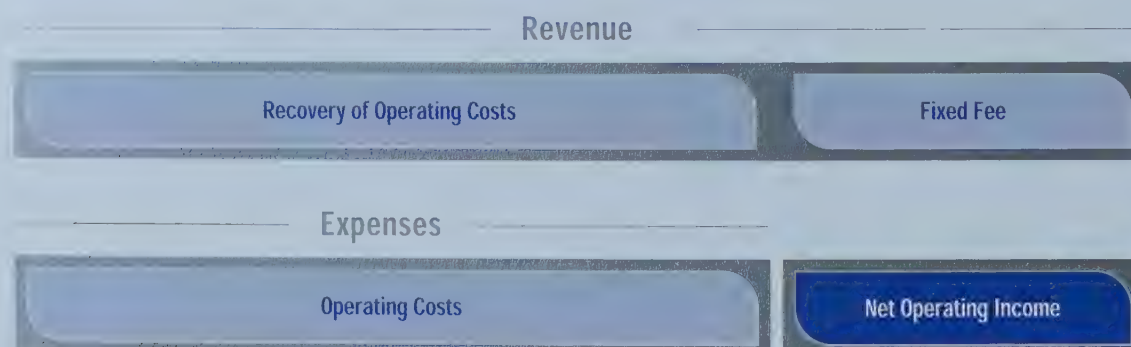 Revenue
Recovery of Operating Costs Fixed Fee
Expenses
Operating Costs Net Operating Income